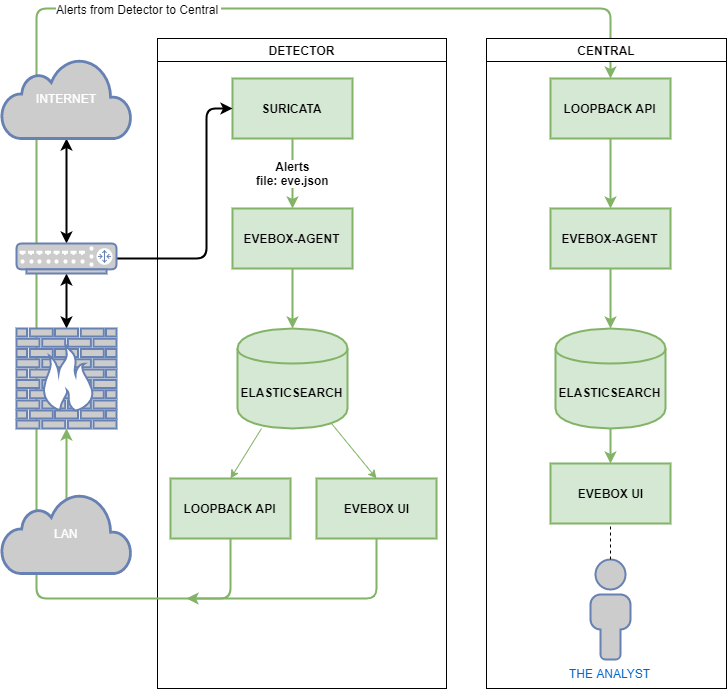 Alerts from Detector to Central
DETECTOR
CENTRAL
INTERNET
SURICATA
LOOPBACK API
Alerts
file: eve.json
EVEBOX-AGENT
EVEBOX-AGENT
ELASTICSEARCH
ELASTICSEARCH
LOOPBACK API
EVEBOX UI
EVEBOX UI
LAN
THE ANALYST